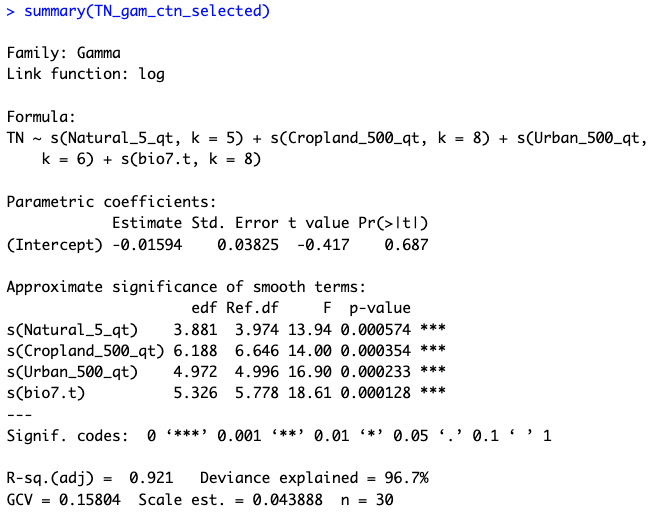 > summary(TN_gam_ctn_selected)
Family: Gamma
Link function: log
Formula:
TN ~ s(Natural_5_qt, k = 5) + s(Cropland_500_qt, k = 8) + s(Urban_500_qt,
    k = 6) + s(bio7.t, k = 8)
Parametric coefficients:
            Estimate Std. Error t value Pr(>|t|)
(Intercept) -0.01594    0.03825  -0.417    0.687
Approximate significance of smooth terms:
                     edf Ref.df     F  p-value
s(Natural_5_qt)    3.881  3.974 13.94 0.000574 ***
s(Cropland_500_qt) 6.188  6.646 14.00 0.000354 ***
s(Urban_500_qt)    4.972  4.996 16.90 0.000233 ***
s(bio7.t)          5.326  5.778 18.61 0.000128 ***
---
Signif. codes:  0 ‘***’ 0.001 ‘**’ 0.01 ‘*’ 0.05 ‘.’ 0.1 ‘ ’ 1
R-sq.(adj) =  0.921   Deviance explained = 96.7%
GCV = 0.15804  Scale est. = 0.043888  n = 30